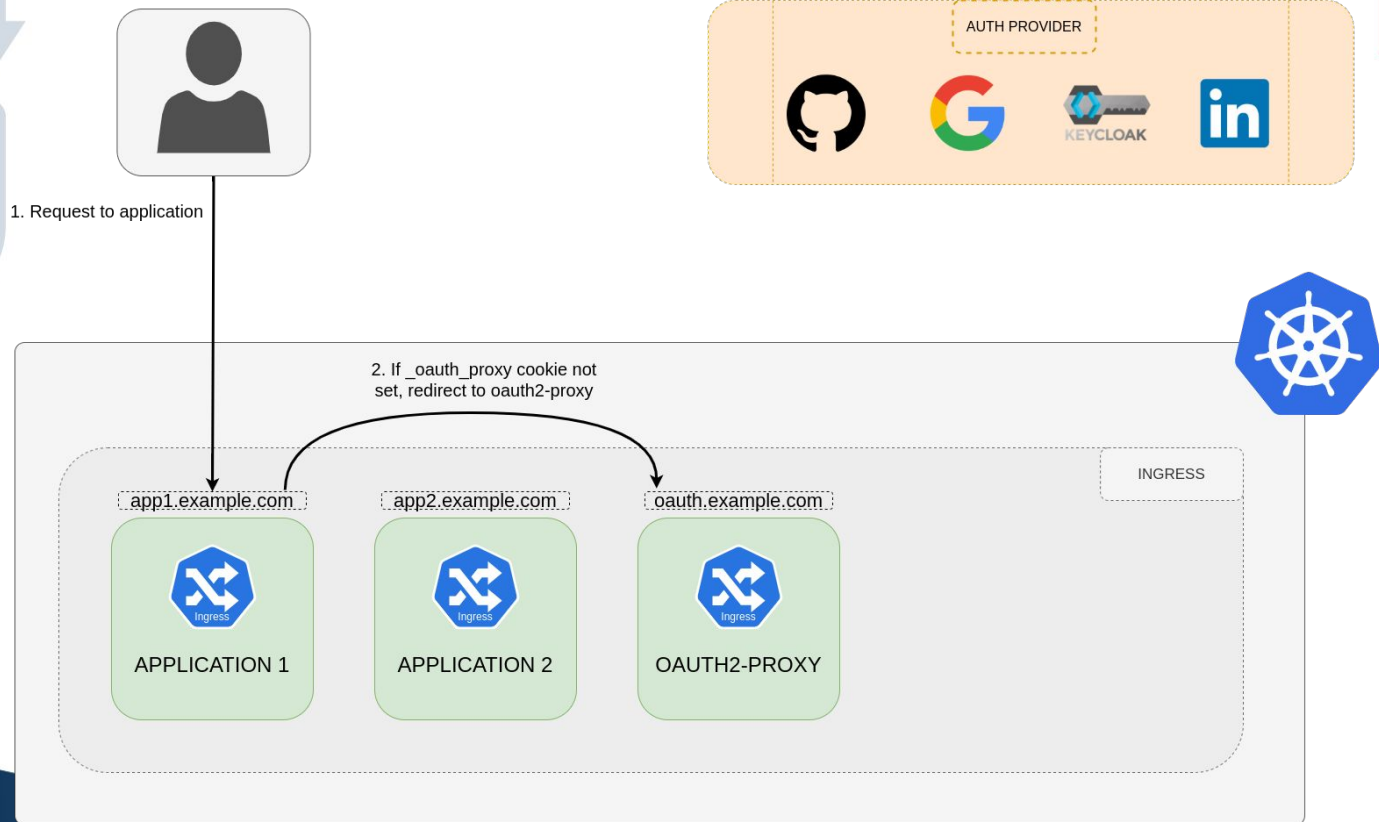 AUTH PROVIDER
KEYCLOAK
in
1. Request to application
2. If _oauth_proxy cookie not
set, redirect to oauth2-proxy
INGRESS
app1.example.com
app2.example.com
oauth.example.com
Ingress
Ingress
Ingress
APPLICATION 1
APPLICATION 2
OAUTH2-PROXY